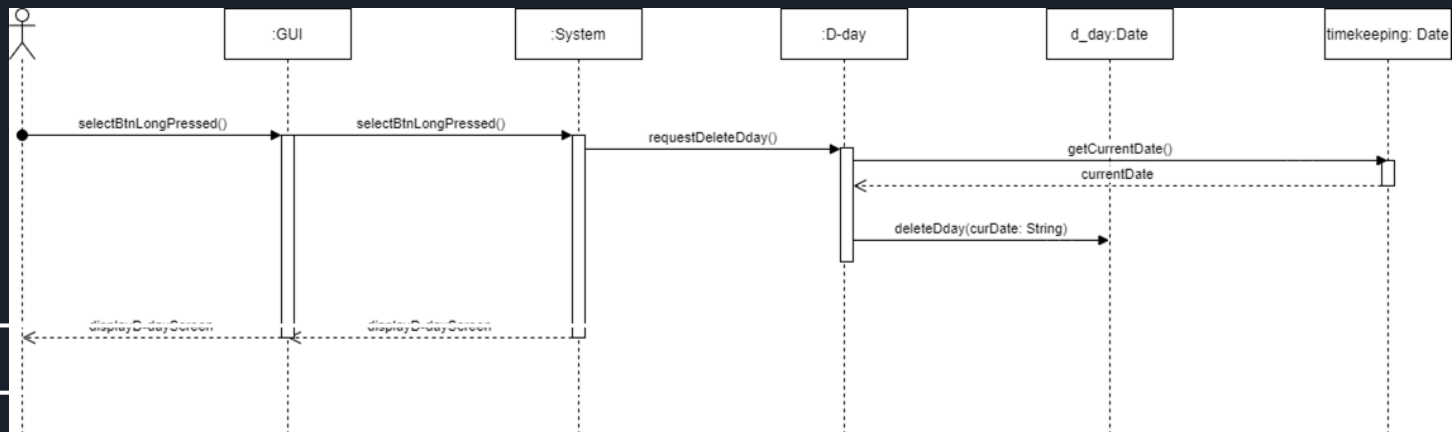 :GUI
:System
:D-day
d_day:Date
timekeeping: Date
selectBtnLongPressed()
selectBtnLongPressed()
requestDeleteDday()
getCurrentDate()
currentDate
deleteDday(curDate: String)
displayD-dayScreen
displayD-dayScreen